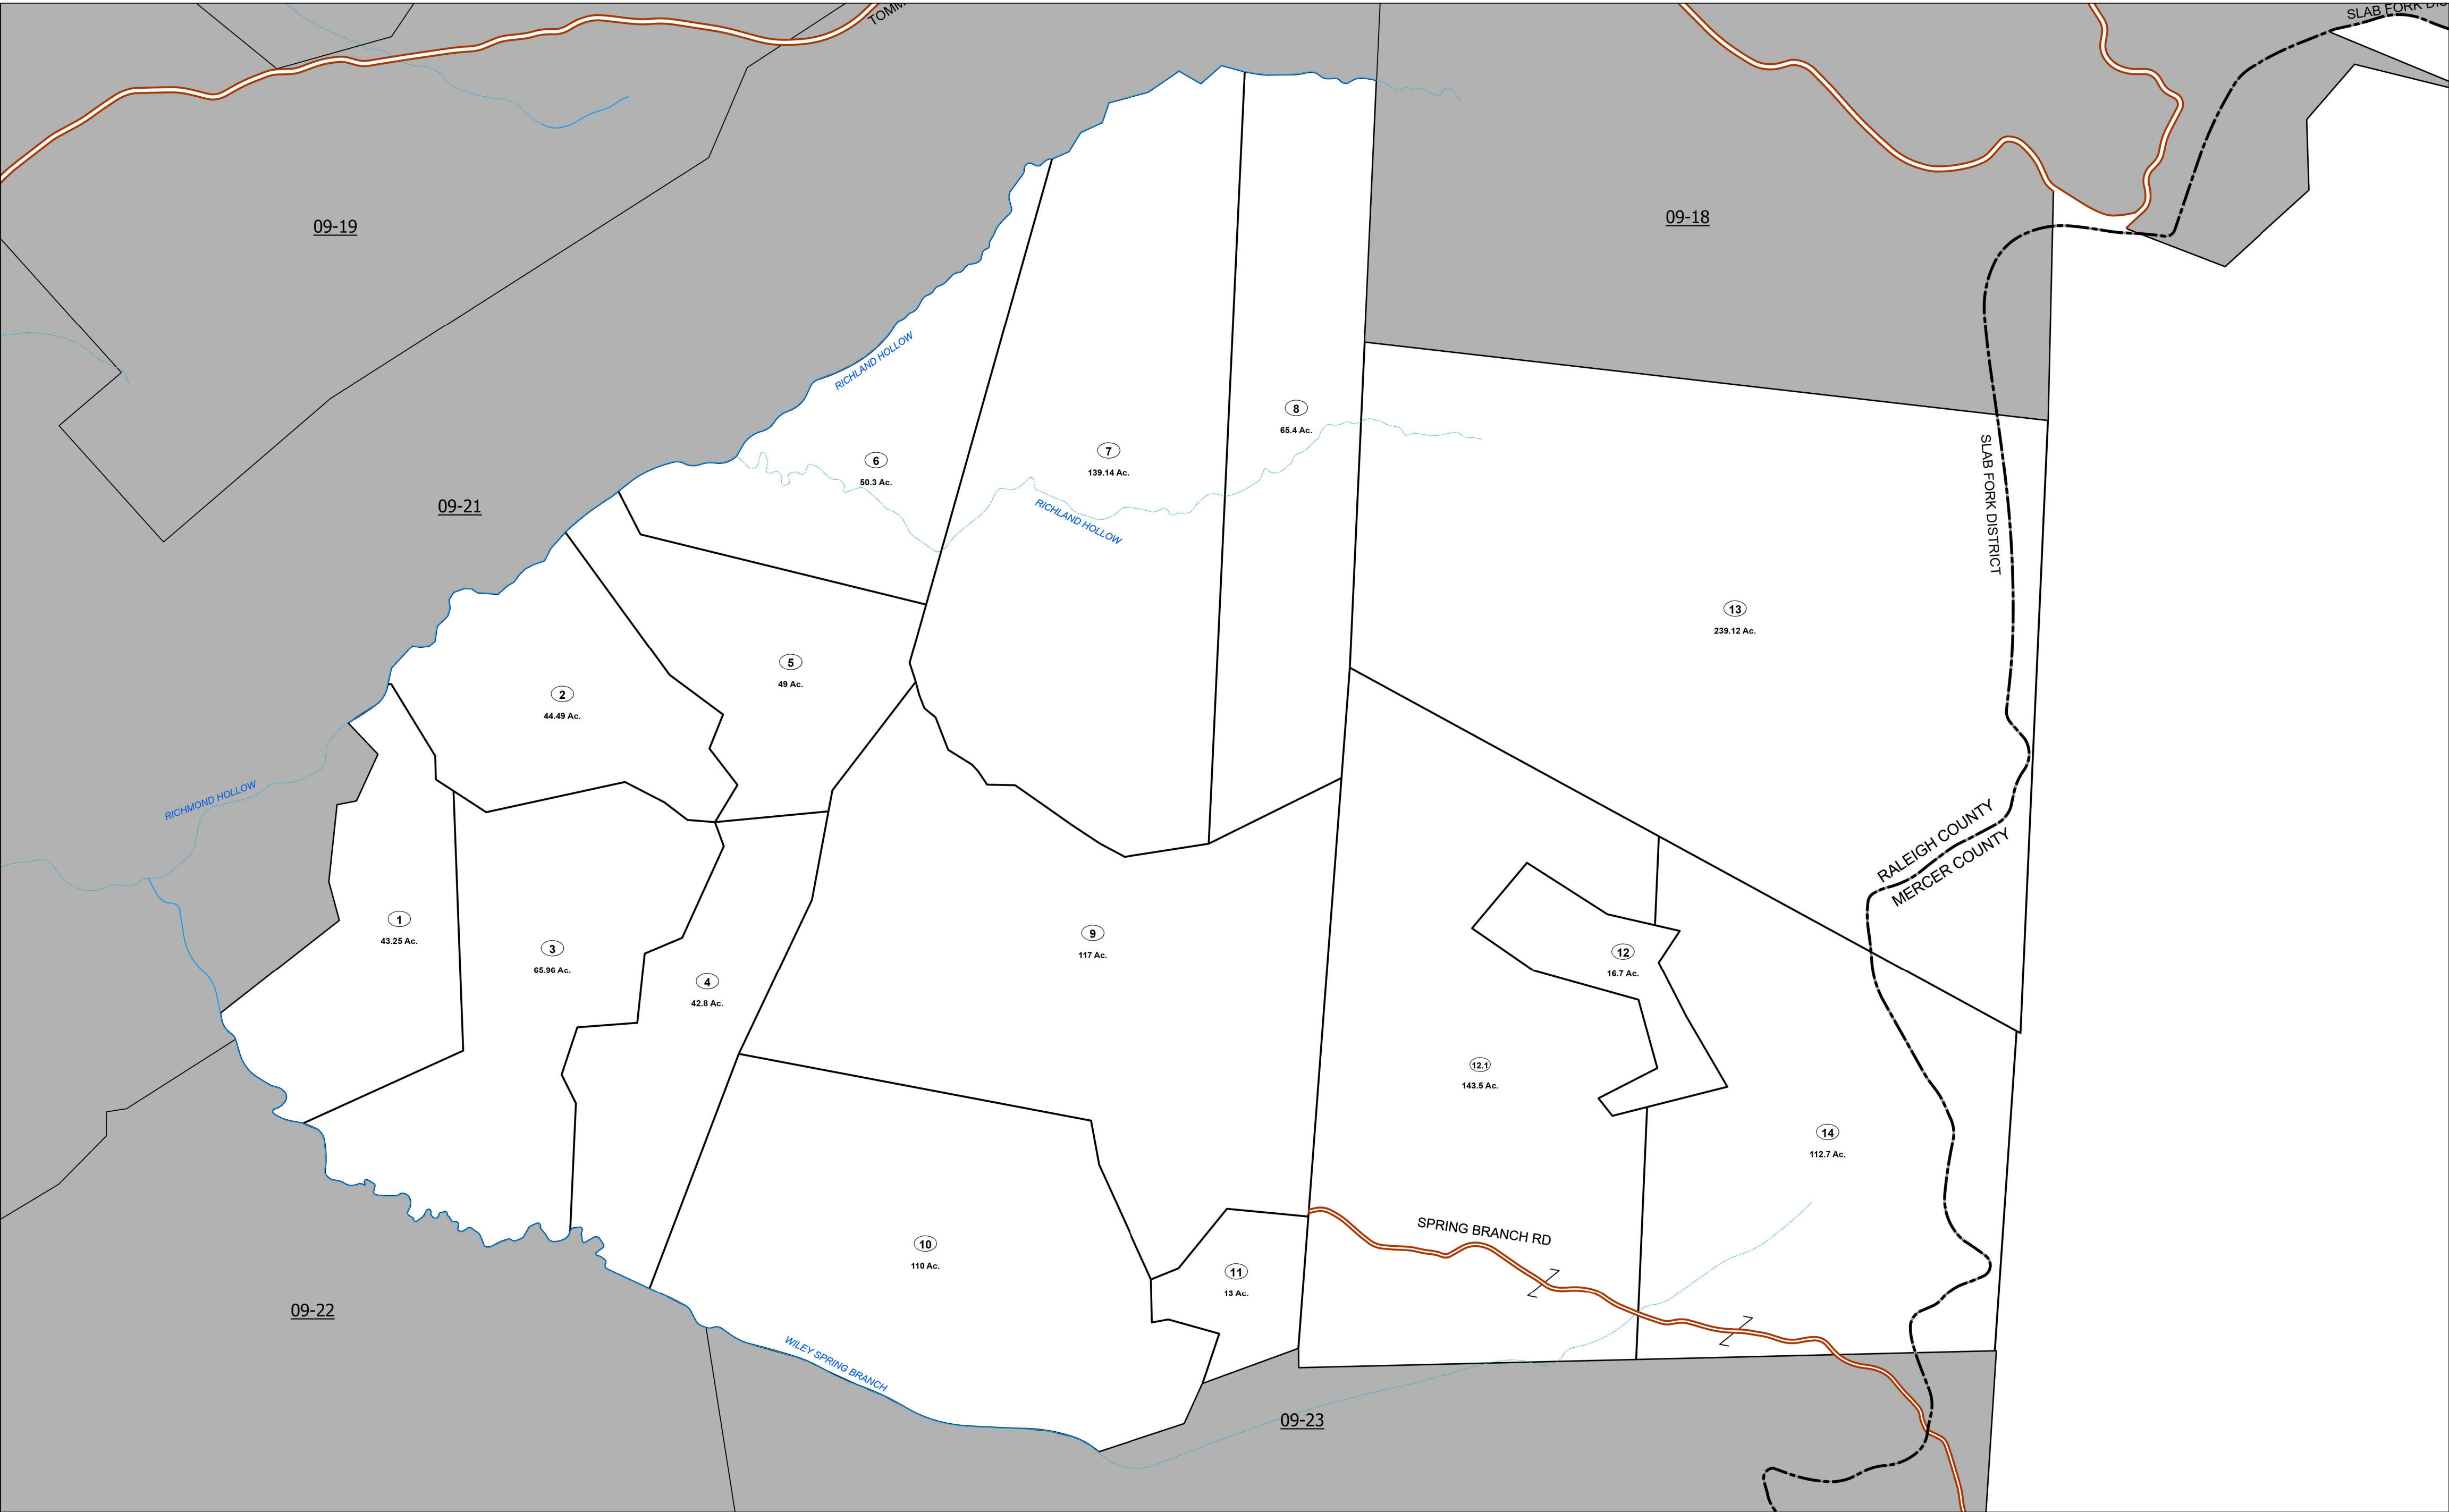 SLAB FORK
09-19
09-18
RICHLAND HOLLOW
8
65.4 Ac.
7
139.14 Ac.
6
50.3 Ac.
09-21
RICHLAND HOLLOW
SLAB FORK DISTRICT
13
239.12 Ac.
5
49 Ac.
2
44.49 Ac.
RICHMOND HOLLOW
RALEIGH COUNTY
MERCER COUNTY
1
43.25 Ac.
3
65.96 Ac.
9
117 Ac.
12
16.7 Ac.
4
42.8 Ac.
12.1
143.5 Ac.
14
112.7 Ac.
SPRING BRANCH RD
10
110 Ac.
11
13 Ac.
09-22
WILEY SPRING BRANCH
09-23